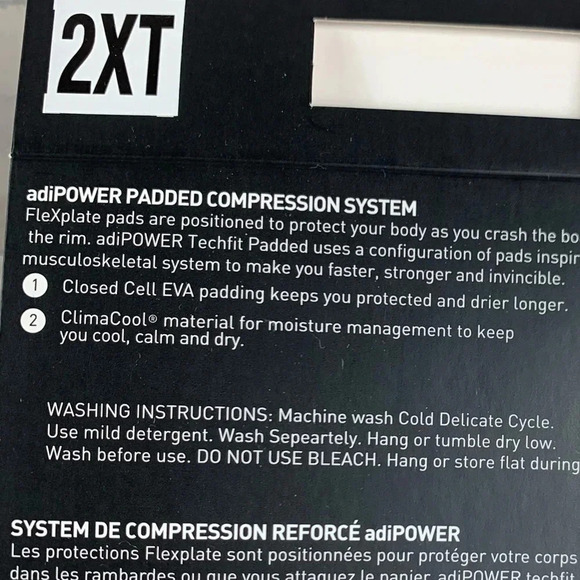 2XT
adiPOWER PADDED COMPRESSION SYSTEM
FleXplate pads are positioned to protect your body as you crash the bo
the rim. adiPOWER Techfit Padded uses a configuration of pads inspir
musculoskeletal system to make you faster, stronger and invincible.
1 Closed Cell EVA padding keeps you protected and drier longer.
2 ClimaCool® material for moisture management to keep
you cool, calm and dry.
WASHING INSTRUCTIONS: Machine wash Cold Delicate Cycle.
Use mild detergent. Wash Sepeartely. Hang or tumble dry low.
Wash before use. DO NOT USE BLEACH. Hang or store flat during
SYSTEM DE COMPRESSION REFORCÉ adiPOWER
Les protections Flexplate sont positionnées pour protéger votre corps
dans les rambardes ou que vous attaquez le panier. adiPOWER techfit